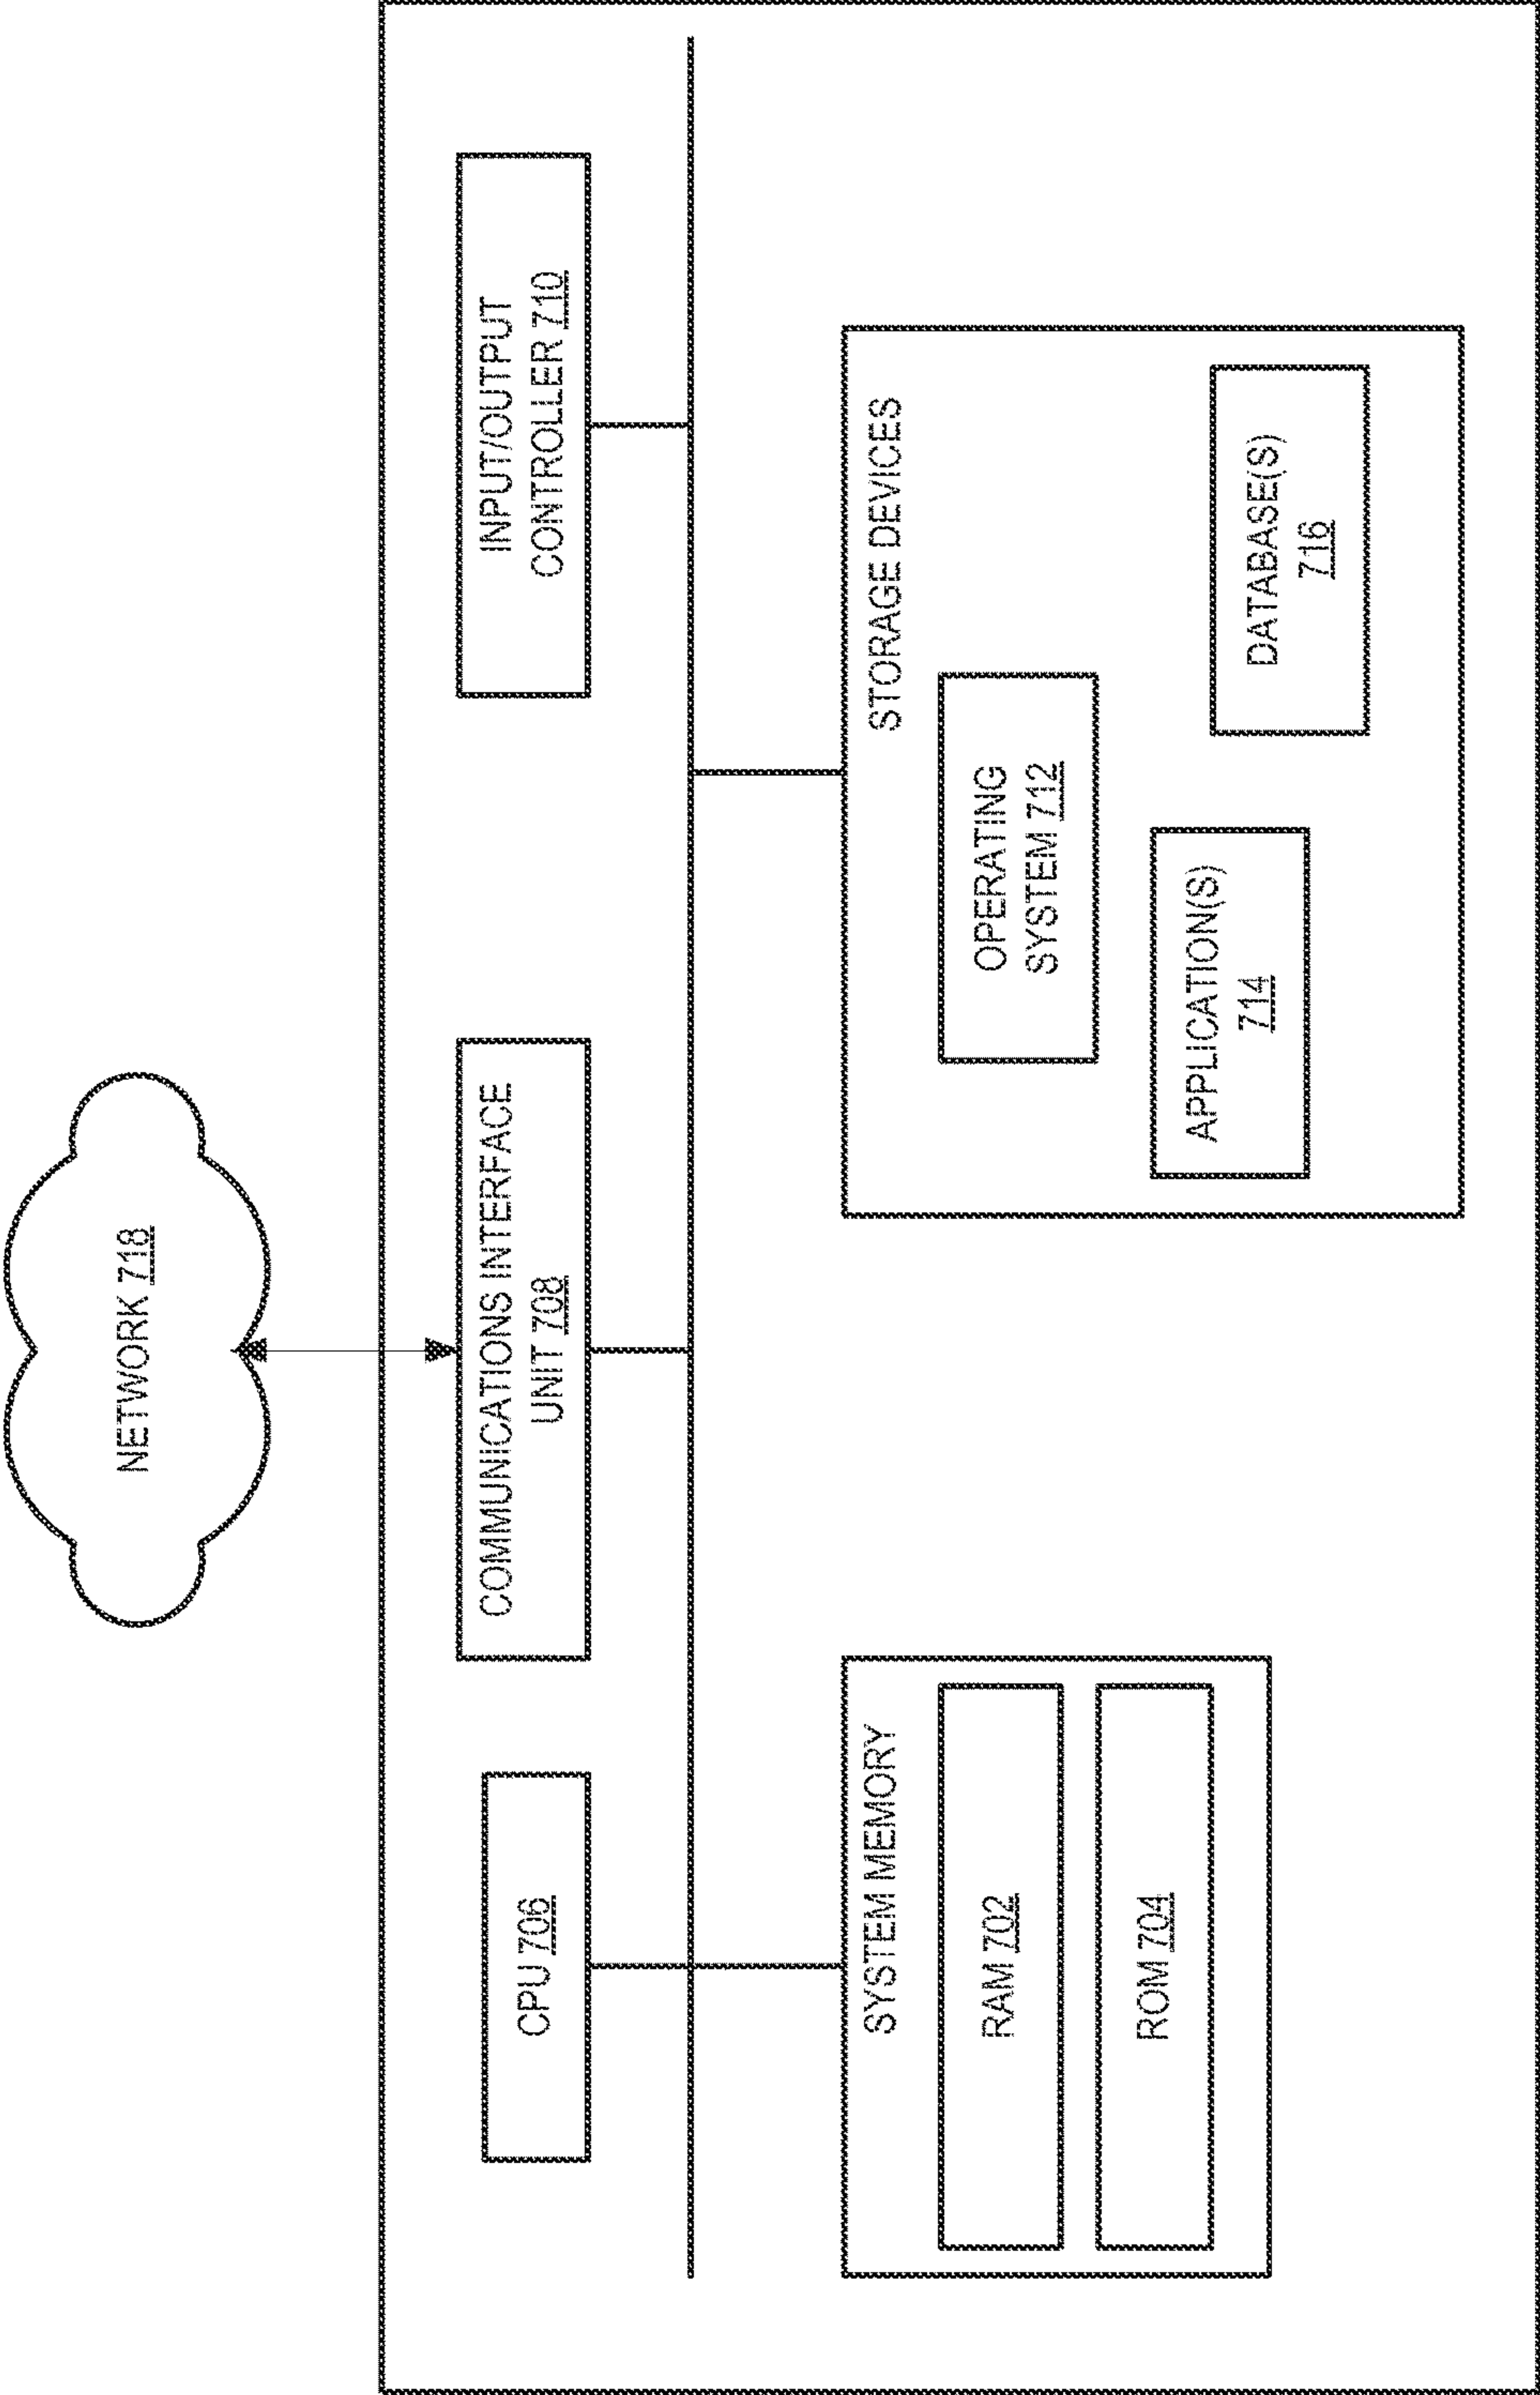 NETWORK 718
CPU 706
COMMUNICATIONS INTERFACE
UNIT 708
INPUT/OUTPUT
CONTROLLER 710
SYSTEM MEMORY
RAM 702
ROM 704
STORAGE DEVICES
OPERATING
SYSTEM 712
APPLICATION(S)
714
DATABASE(S)
716